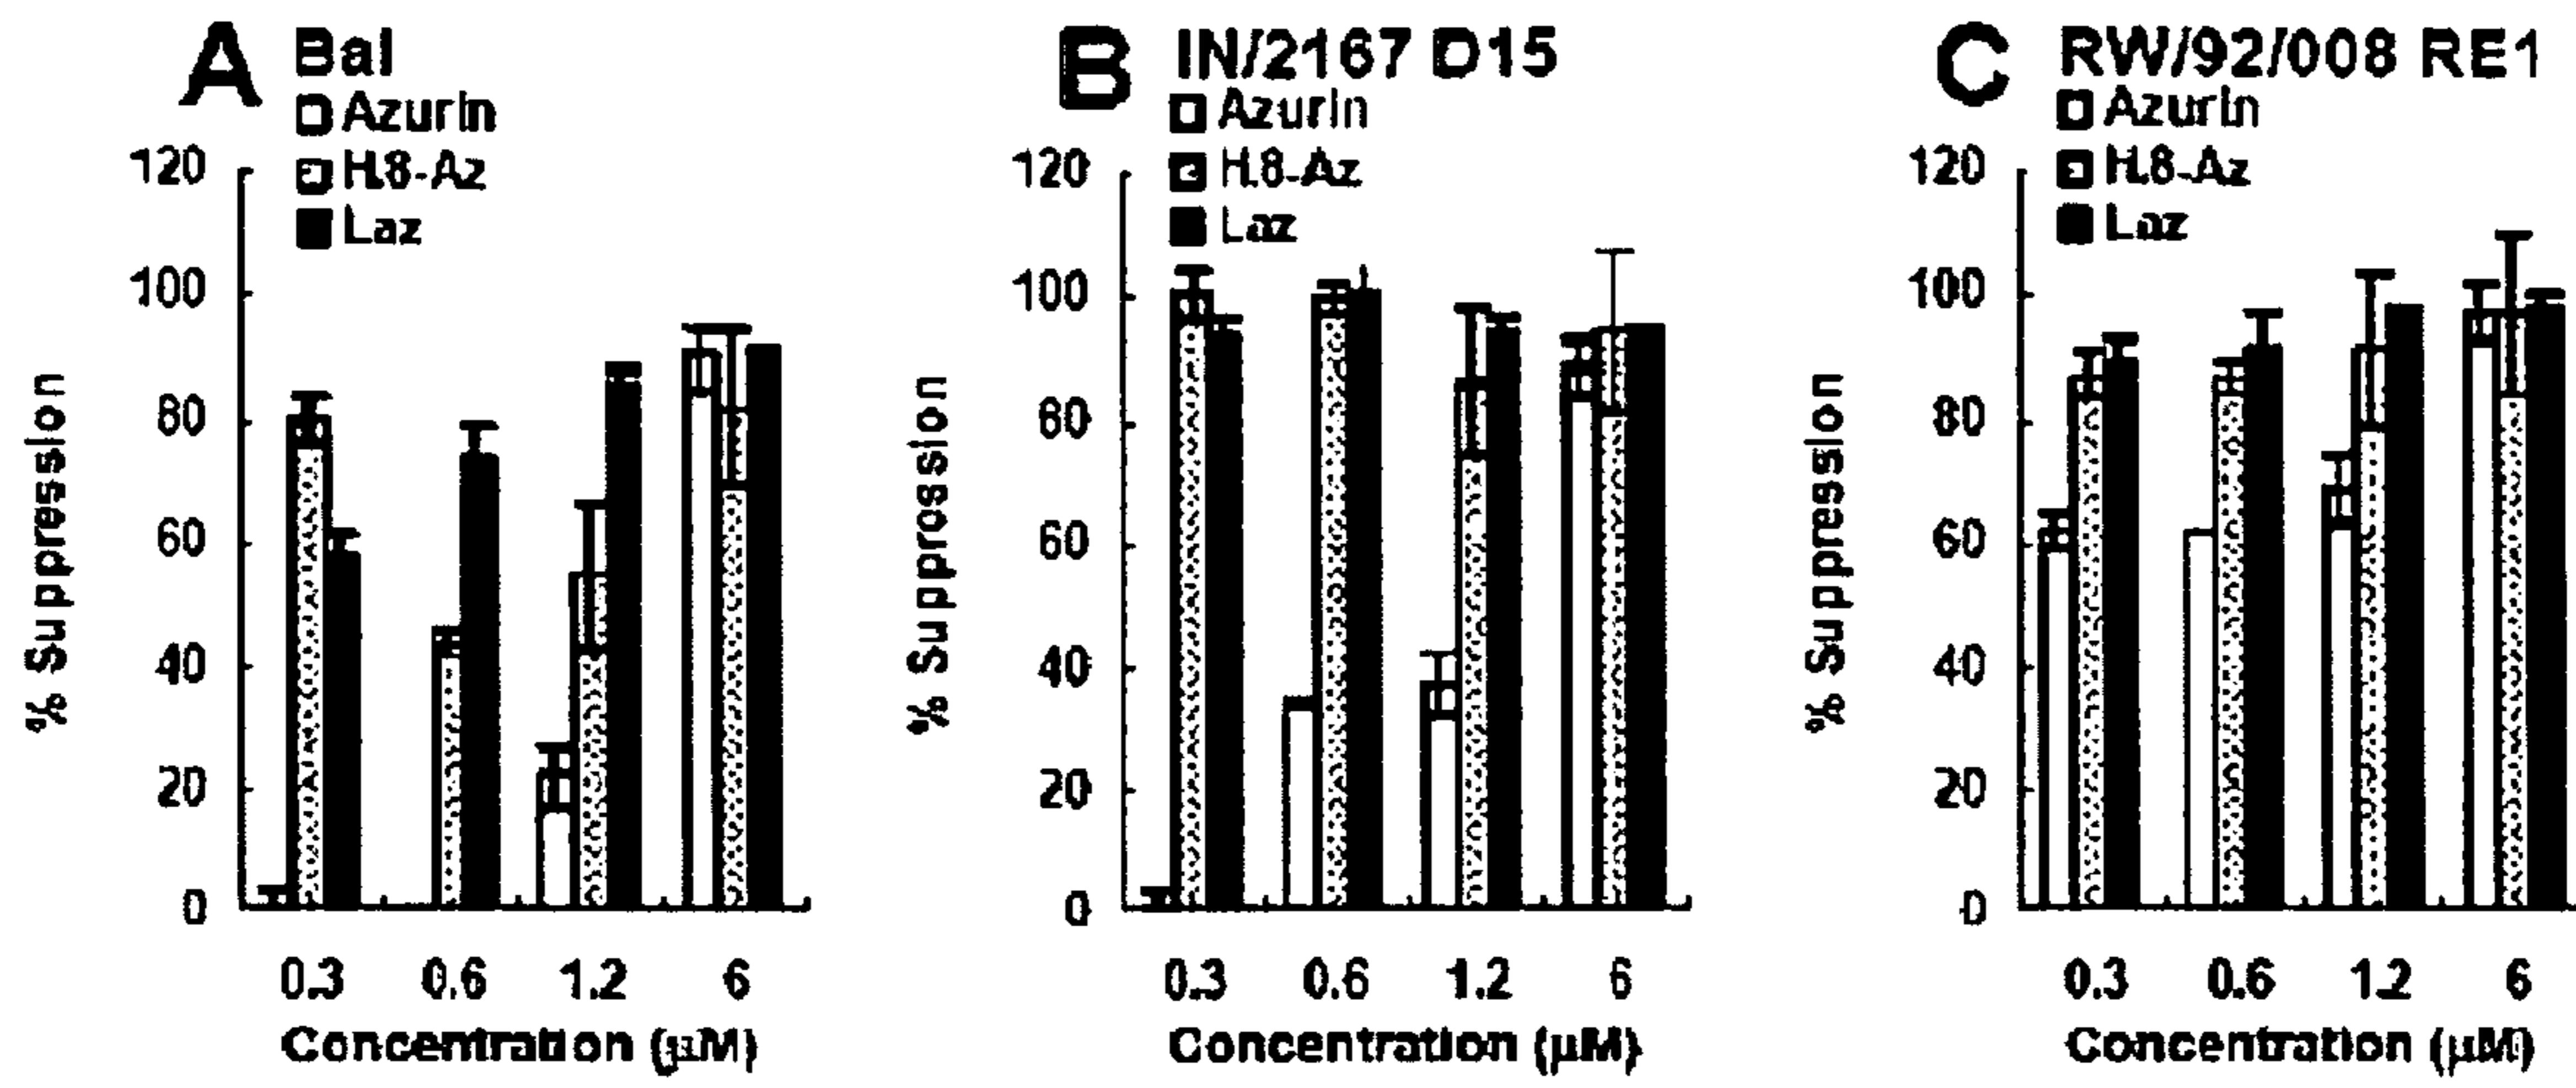 A Bal
Azurin
H.8-Az
Laz
120
100
80
60
40
20
0
% Suppression
0.3 0.6 1.2 6
Concentration (µM)
B IN/2167 D15
Azurin
H.8-Az
Laz
120
100
80
60
40
20
0
% Supprossion
0.3 0.6 1.2 6
Concentration (µM)
C RW/92/008 RE1
Azurin
H.8-Az
Laz
120
100
80
60
40
20
0
% Suppression
0.3 0.6 1.2 6
Concentration (µM)